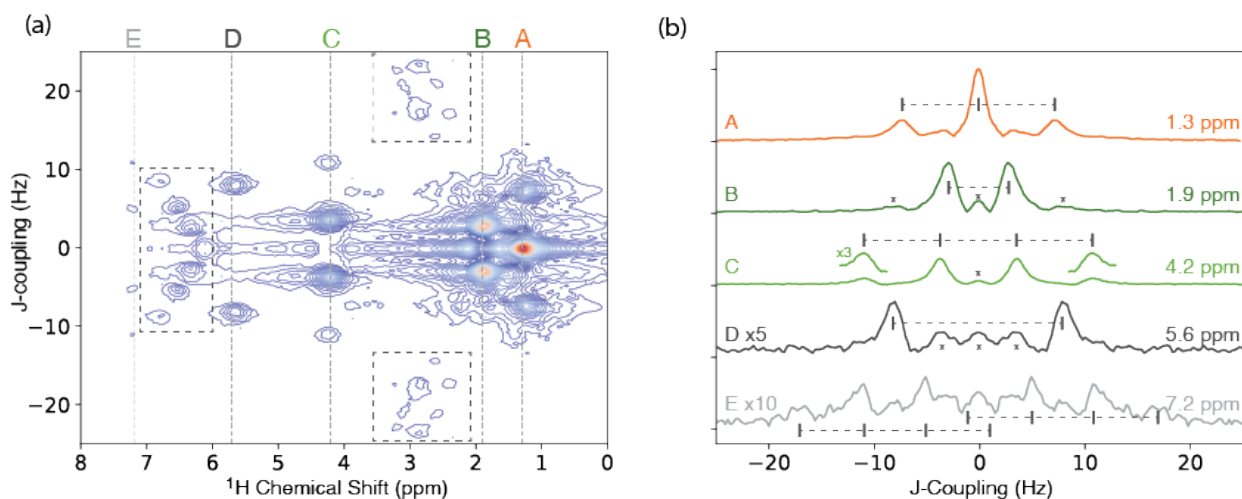 (a)
E
D
C
B
A
J-coupling (Hz)
20
10
0
−10
−20
8
7
6
5
4
3
2
1
0
¹H Chemical Shift (ppm)
(b)
A
1.3 ppm
B
x
x
x
1.9 ppm
x3
C
x
4.2 ppm
D x5
x
x
x
5.6 ppm
E x10
7.2 ppm
−20
−10
0
10
20
J-Coupling (Hz)